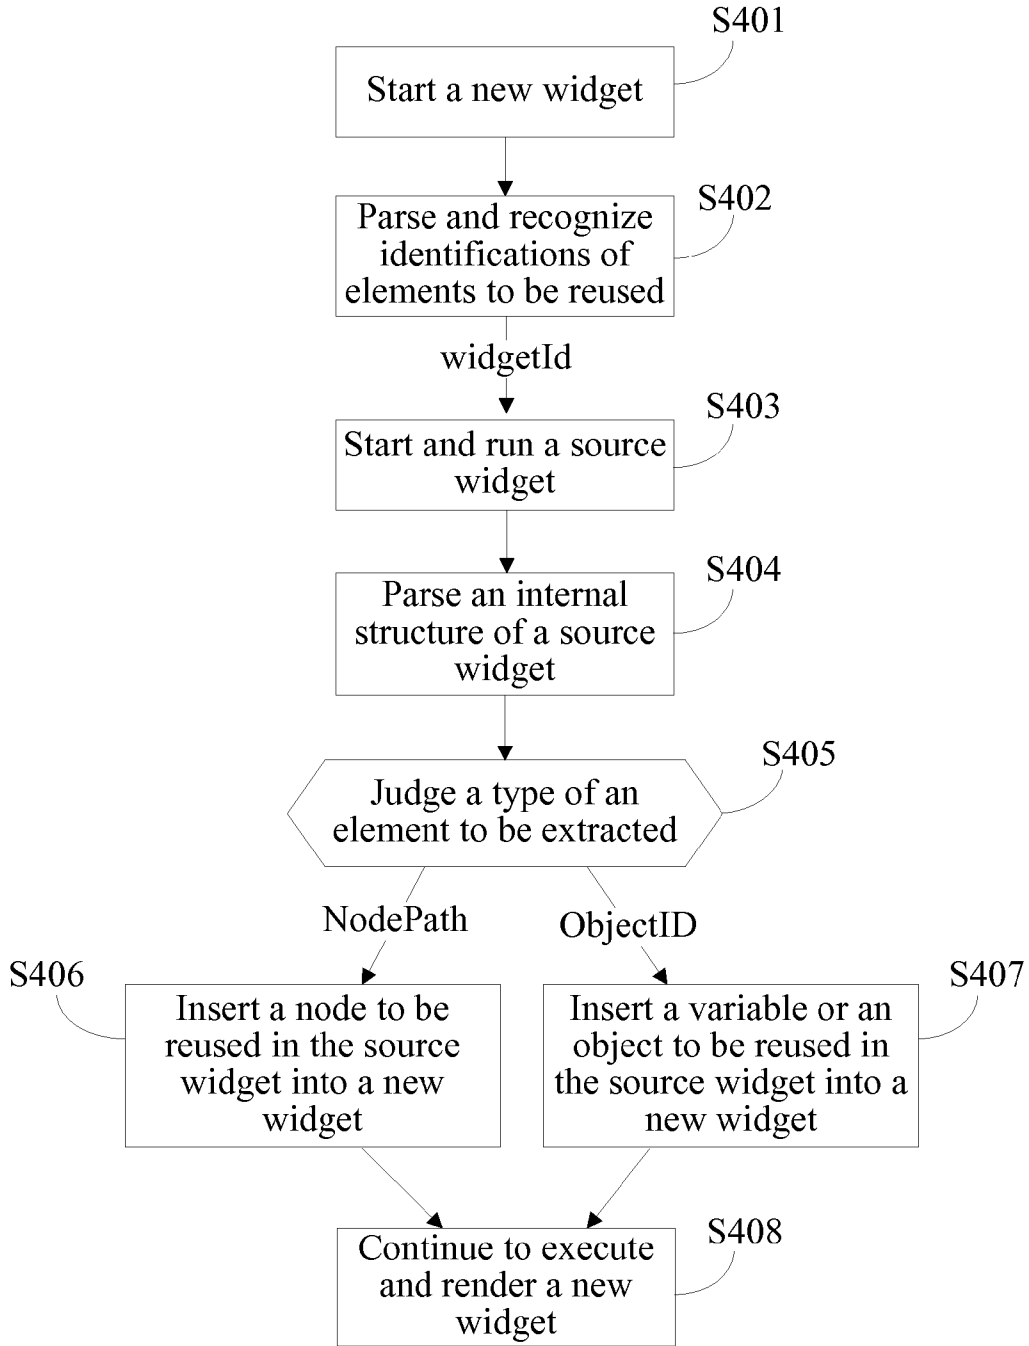 S401
Start a new widget
S402
Parse and recognize
identifications of
elements to be reused
widgetId
S403
Start and run a source
widget
S404
Parse an internal
structure of a source
widget
S405
Judge a type of an
element to be extracted
NodePath
ObjectID
S406
S407
Insert a node to be
reused in the source
widget into a new
widget
Insert a variable or an
object to be reused in
the source widget into a
new widget
S408
Continue to execute
and render a new
widget